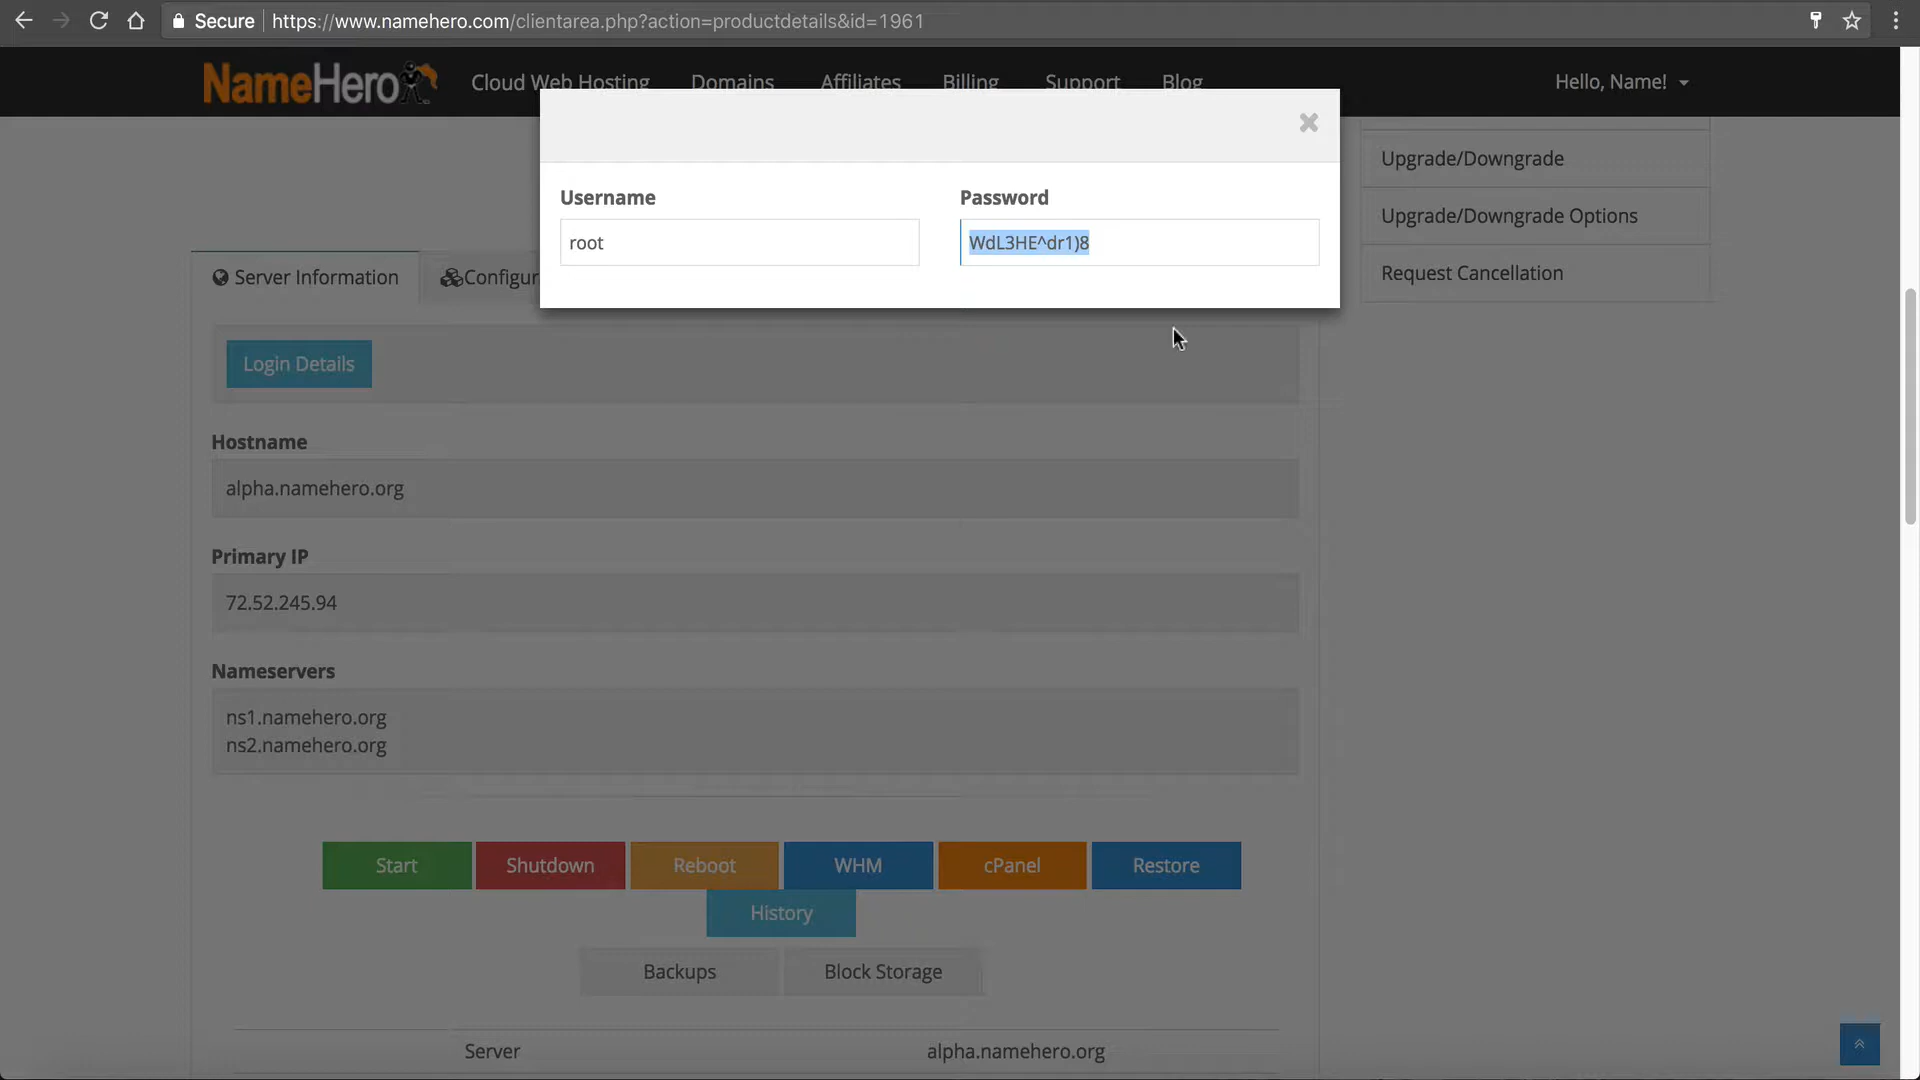 Secure https://www.namehero.com/clientarea.php?action=productdetails&id=1961
NameHero Cloud Web Hosting Domains Affiliates Billing Support Blog Hello, Name!
Username Password
root WdL3HE^dr1)8
Upgrade/Downgrade
Upgrade/Downgrade Options
Request Cancellation
Server Information Configur
Login Details
Hostname
alpha.namehero.org
Primary IP
72.52.245.94
Nameservers
ns1.namehero.org
ns2.namehero.org
Start Shutdown Reboot WHM cPanel Restore
History
Backups Block Storage
Server alpha.namehero.org